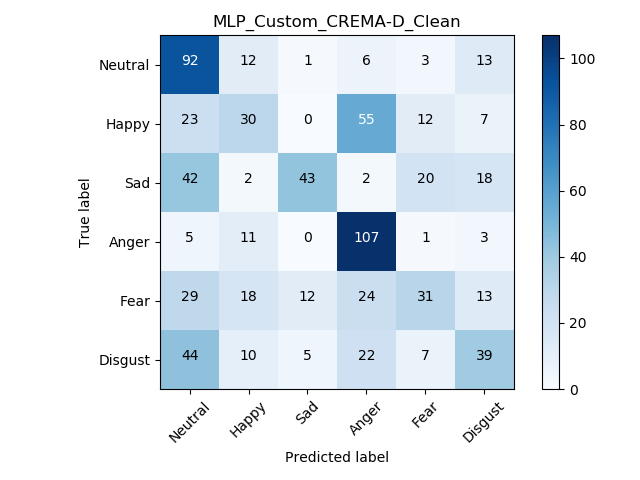 MLP_Custom_CREMA-D_Clean
Neutral 92 12 1 6 3 13
Happy 23 30 0 55 12 7
Sad 42 2 43 2 20 18
Anger 5 11 0 107 1 3
Fear 29 18 12 24 31 13
Disgust 44 10 5 22 7 39
Neutral Happy Sad Anger Fear Disgust
Predicted label
True label
100
80
60
40
20
0